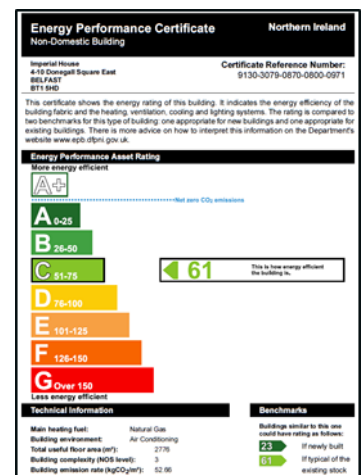 Energy Performance Certificate
Northern Ireland
Non-Domestic Building
Imperial House
4-10 Donegall Square East
BELFAST
BT1 5HD
Certificate Reference Number:
9130-3079-0870-0800-0971
This certificate shows the energy rating of this building. It indicates the energy efficiency of the
building fabric and the heating, ventilation, cooling and lighting systems. The rating is compared to
two benchmarks for this type of building: one appropriate for new buildings and one appropriate for
existing buildings. There is more advice on how to interpret this information on the Department's
website www.epb.dfpni.gov.uk.
Energy Performance Asset Rating
More energy efficient
A+
Net zero CO₂ emissions
A 0-25
B 26-50
C 51-75
61
This is how energy efficient
the building is.
D 76-100
E 101-125
F 126-150
G Over 150
Less energy efficient
Technical Information
Main heating fuel: Natural Gas
Building environment: Air Conditioning
Total useful floor area (m²): 2776
Building complexity (NOS level): 3
Building emission rate (kgCO₂/m²): 52.86
Benchmarks
Buildings similar to this one
could have rating as follows:
23 If newly built
61 If typical of the
existing stock